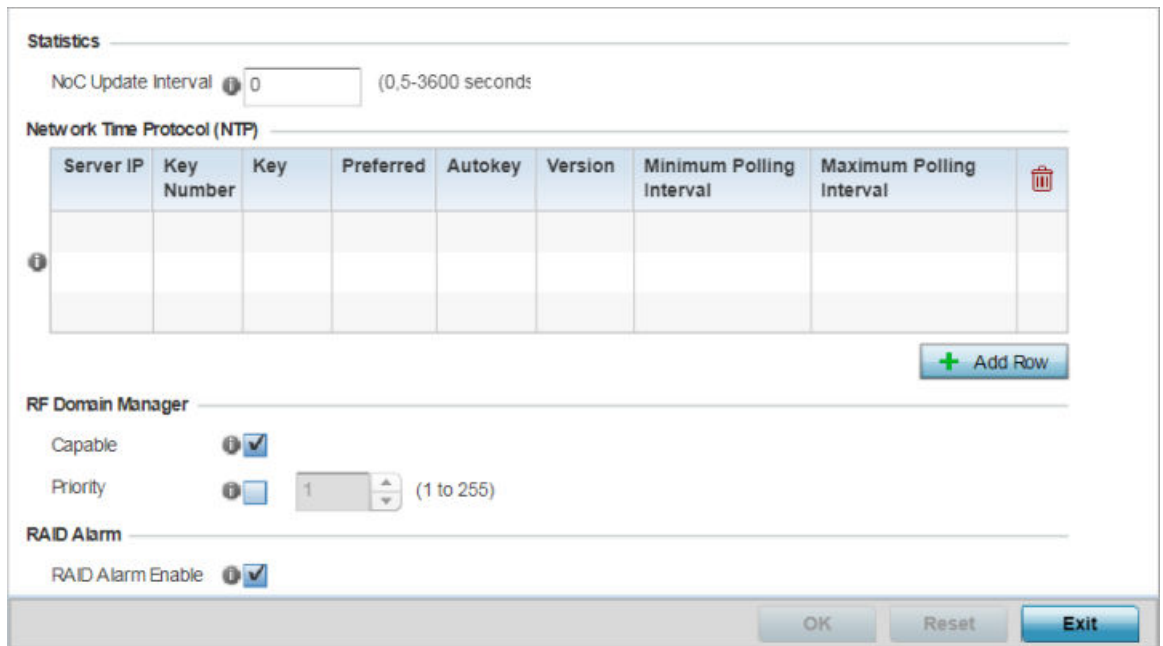 Statistics
NoC Update Interval 0 (0,5-3600 seconds
Network Time Protocol (NTP)
Server IP Key Number Key Preferred Autokey Version Minimum Polling Interval Maximum Polling Interval
Add Row
RF Domain Manager
Capable
Priority 1 (1 to 255)
RAID Alarm
RAID Alarm Enable
OK Reset Exit